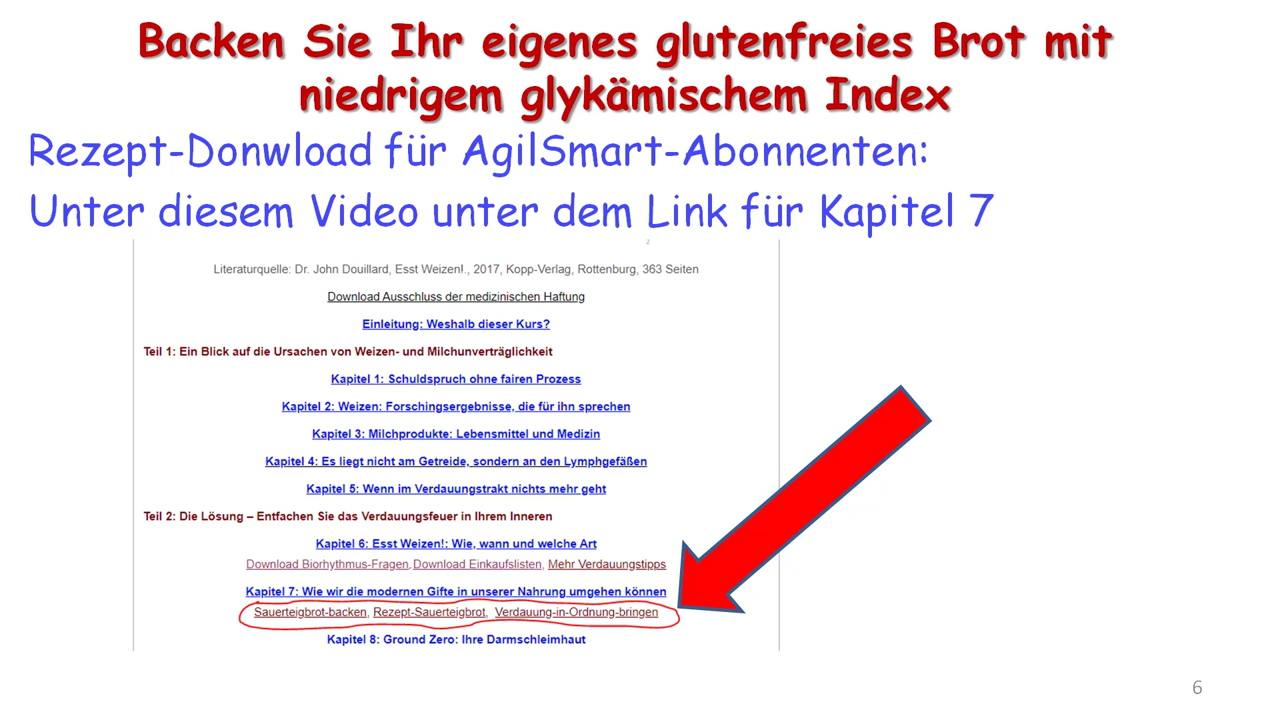 Backen Sie Ihr eigenes glutenfreies Brot mit
niedrigem glykämischem Index
Rezept-Donwload für AgilSmart-Abonnenten:
Unter diesem Video unter dem Link für Kapitel 7
2
Literaturquelle: Dr. John Douillard, Esst Weizen!., 2017, Kopp-Verlag, Rottenburg, 363 Seiten
Download Ausschluss der medizinischen Haftung
Einleitung: Weshalb dieser Kurs?
Teil 1: Ein Blick auf die Ursachen von Weizen- und Milchunverträglichkeit
Kapitel 1: Schuldspruch ohne fairen Prozess
Kapitel 2: Weizen: Forschingsergebnisse, die für ihn sprechen
Kapitel 3: Milchprodukte: Lebensmittel und Medizin
Kapitel 4: Es liegt nicht am Getreide, sondern an den Lymphgefäßen
Kapitel 5: Wenn im Verdauungstrakt nichts mehr geht
Teil 2: Die Lösung – Entfachen Sie das Verdauungsfeuer in Ihrem Inneren
Kapitel 6: Esst Weizen!: Wie, wann und welche Art
Download Biorhythmus-Fragen, Download Einkaufslisten, Mehr Verdauungstipps
Kapitel 7: Wie wir die modernen Gifte in unserer Nahrung umgehen können
Sauerteigbrot-backen, Rezept-Sauerteigbrot, Verdauung-in-Ordnung-bringen
Kapitel 8: Ground Zero: Ihre Darmschleimhaut
6